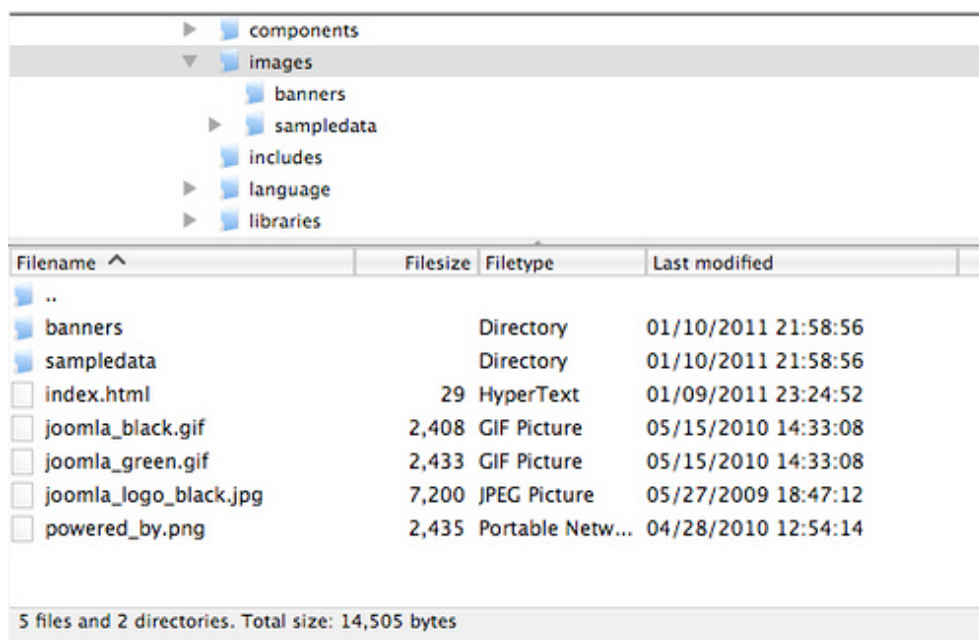 components
images
banners
sampledata
includes
language
libraries
Filename Filesize Filetype Last modified
..
banners Directory 01/10/2011 21:58:56
sampledata Directory 01/10/2011 21:58:56
index.html 29 HyperText 01/09/2011 23:24:52
joomla_black.gif 2,408 GIF Picture 05/15/2010 14:33:08
joomla_green.gif 2,433 GIF Picture 05/15/2010 14:33:08
joomla_logo_black.jpg 7,200 JPEG Picture 05/27/2009 18:47:12
powered_by.png 2,435 Portable Netw... 04/28/2010 12:54:14
5 files and 2 directories. Total size: 14,505 bytes